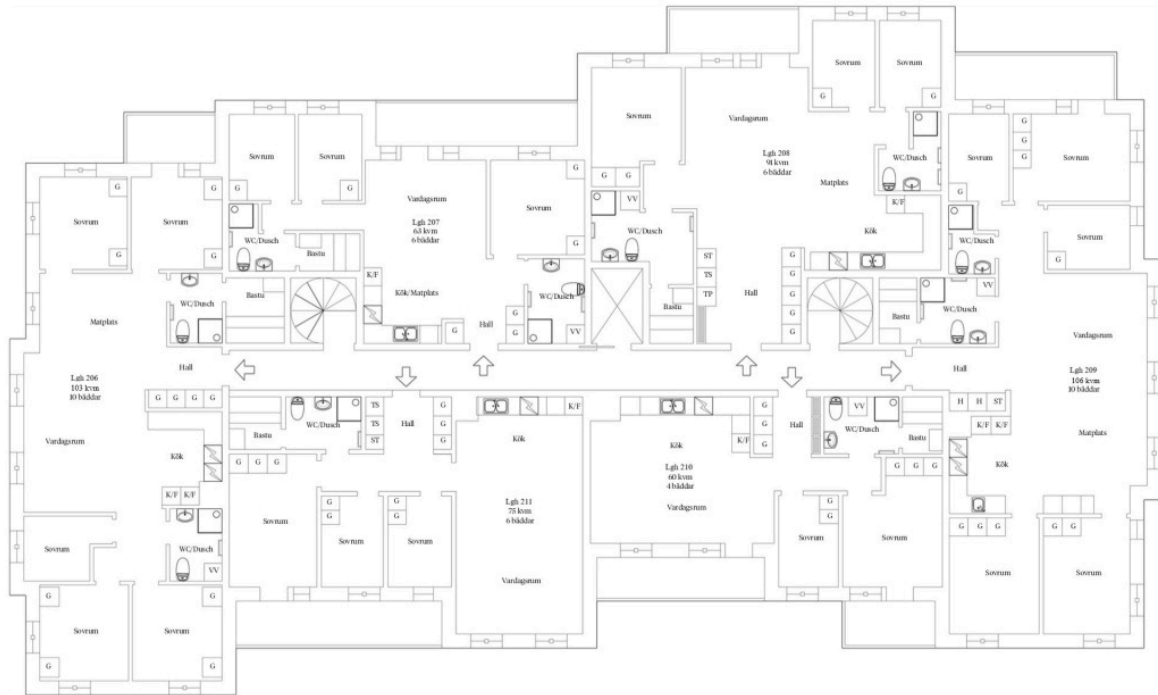 Sovrum
Sovrum
G
G
Sovrum
Vardagsrum
Lgh 208
91 kvm
6 bäddar
Matplats
WC/Dusch
K/F
Kök
G
G
VV
WC/Dusch
Bastu
ST
TS
TP
Hall
G
G
G
G
G
Sovrum
Sovrum
G
G
WC/Dusch
Bastu
Vardagsrum
Lgh 207
63 kvm
6 bäddar
K/F
Kök/Matplats
G
Hall
G
G
Sovrum
G
G
WC/Dusch
VV
G
G
Sovrum
Sovrum
G
G
WC/Dusch
Bastu
Matplats
Hall
Lgh 206
103 kvm
10 bäddar
G
G
G
G
Vardagsrum
Kök
K/F
K/F
Sovrum
WC/Dusch
VV
G
G
Sovrum
Sovrum
G
G
Sovrum
G
G
G
G
Sovrum
Sovrum
WC/Dusch
WC/Dusch
VV
Bastu
Vardagsrum
Hall
Lgh 209
106 kvm
10 bäddar
H
H
ST
K/F
K/F
Matplats
Kök
G
G
G
G
G
Sovrum
Sovrum
WC/Dusch
Bastu
TS
TS
ST
Hall
G
G
G
K/F
Kök
G
G
G
Sovrum
G
G
Sovrum
G
G
Sovrum
Lgh 211
75 kvm
6 bäddar
Vardagsrum
Kök
K/F
G
G
G
Hall
VV
WC/Dusch
Bastu
Lgh 210
60 kvm
4 bäddar
Vardagsrum
G
G
G
G
G
Sovrum
Sovrum